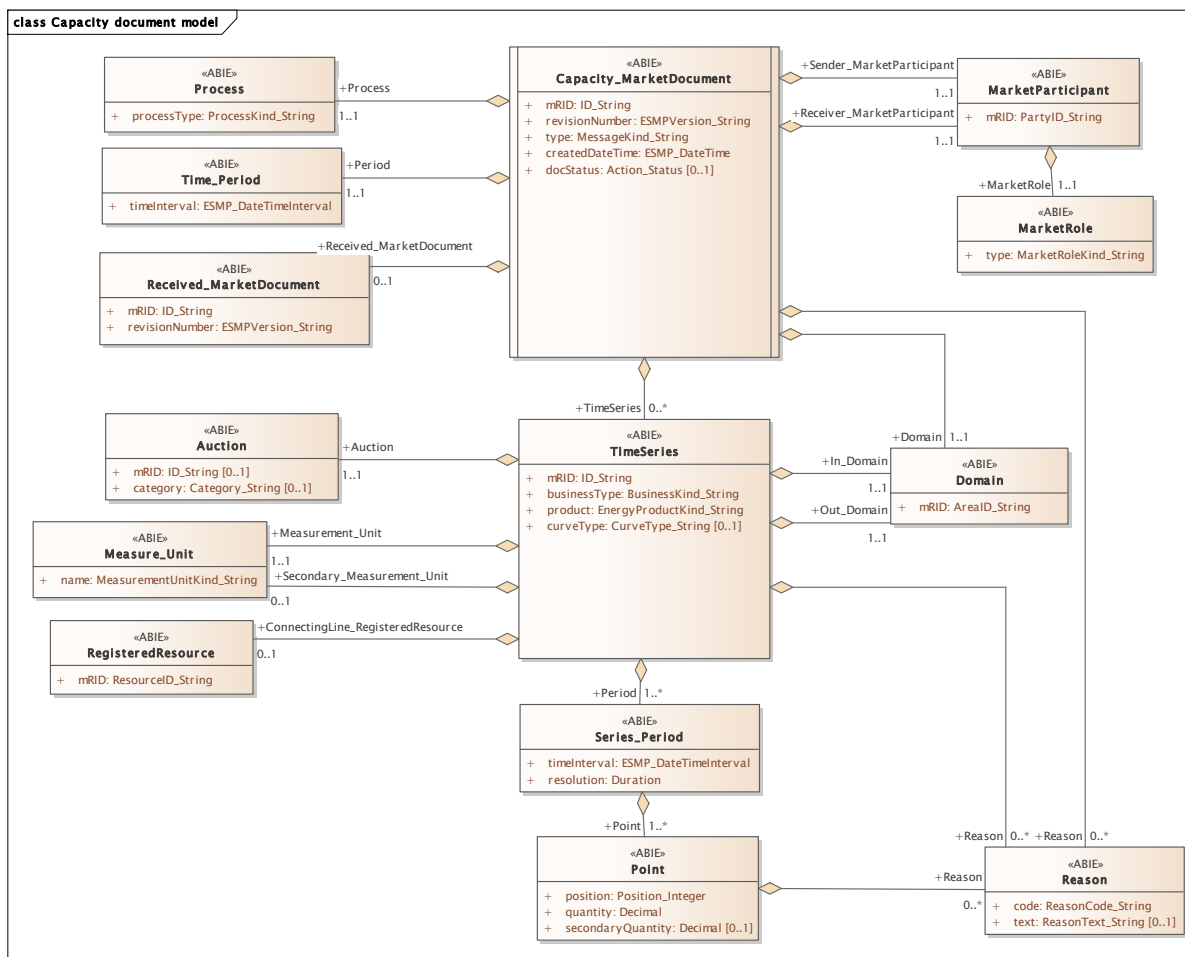 class Capacity document model
«ABIE»
Process
+ processType: ProcessKind_String
+Process
1..1
«ABIE»
Time_Period
+ timeInterval: ESMP_DateTimeInterval
+Period
1..1
«ABIE»
Received_MarketDocument
+ mRID: ID_String
+ revisionNumber: ESMPVersion_String
+Received_MarketDocument
0..1
«ABIE»
Capacity_MarketDocument
+ mRID: ID_String
+ revisionNumber: ESMPVersion_String
+ type: MessageKind_String
+ createdDateTime: ESMP_DateTime
+ docStatus: Action_Status [0..1]
+Sender_MarketParticipant
1..1
+Receiver_MarketParticipant
1..1
«ABIE»
MarketParticipant
+ mRID: PartyID_String
+MarketRole 1..1
«ABIE»
MarketRole
+ type: MarketRoleKind_String
+TimeSeries 0..*
«ABIE»
Auction
+ mRID: ID_String [0..1]
+ category: Category_String [0..1]
+Auction
1..1
«ABIE»
Measure_Unit
+ name: MeasurementUnitKind_String
+Measurement_Unit
1..1
+Secondary_Measurement_Unit
0..1
«ABIE»
RegisteredResource
+ mRID: ResourceID_String
+ConnectingLine_RegisteredResource
0..1
«ABIE»
TimeSeries
+ mRID: ID_String
+ businessType: BusinessKind_String
+ product: EnergyProductKind_String
+ curveType: CurveType_String [0..1]
+Domain 1..1
+In_Domain
1..1
+Out_Domain
1..1
«ABIE»
Domain
+ mRID: AreaID_String
+Period 1..*
«ABIE»
Series_Period
+ timeInterval: ESMP_DateTimeInterval
+ resolution: Duration
+Point 1..*
«ABIE»
Point
+ position: Position_Integer
+ quantity: Decimal
+ secondaryQuantity: Decimal [0..1]
+Reason 0..* +Reason 0..*
+Reason
0..*
«ABIE»
Reason
+ code: ReasonCode_String
+ text: ReasonText_String [0..1]